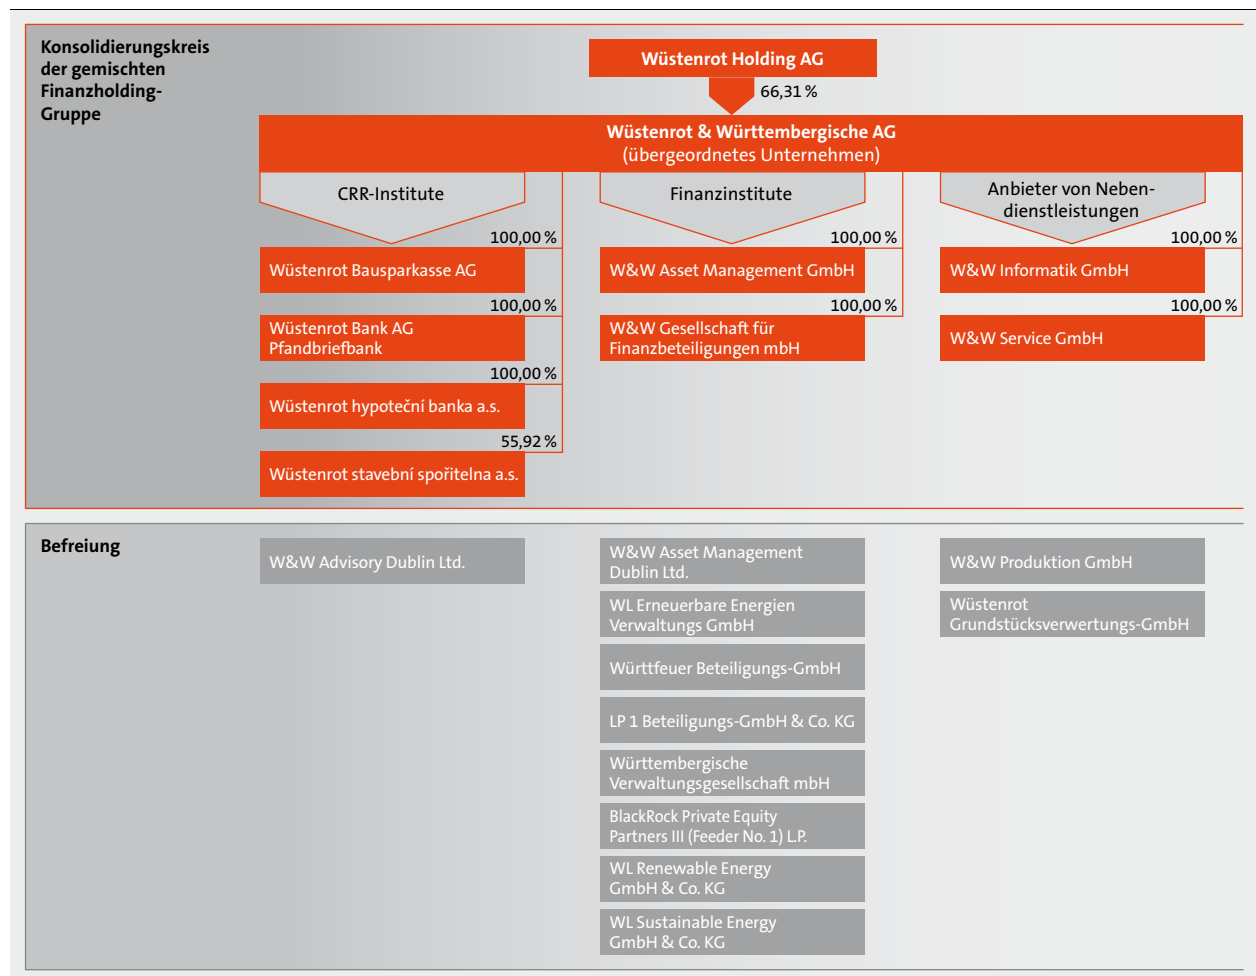 Konsolidierungskreis
der gemischten
Finanzholding-
Gruppe
Wüstenrot Holding AG
66,31 %
Wüstenrot & Württembergische AG
(übergeordnetes Unternehmen)
CRR-Institute
100,00 %
Wüstenrot Bausparkasse AG
100,00 %
Wüstenrot Bank AG
Pfandbriefbank
100,00 %
Wüstenrot hypoteční banka a.s.
55,92 %
Wüstenrot stavební spořitelna a.s.
Finanzinstitute
100,00 %
W&W Asset Management GmbH
100,00 %
W&W Gesellschaft für
Finanzbeteiligungen mbH
Anbieter von Neben-
dienstleistungen
100,00 %
W&W Informatik GmbH
100,00 %
W&W Service GmbH
Befreiung
W&W Advisory Dublin Ltd.
W&W Asset Management
Dublin Ltd.
WL Erneuerbare Energien
Verwaltungs GmbH
Württfeuer Beteiligungs-GmbH
LP 1 Beteiligungs-GmbH & Co. KG
Württembergische
Verwaltungsgesellschaft mbH
BlackRock Private Equity
Partners III (Feeder No. 1) L.P.
WL Renewable Energy
GmbH & Co. KG
WL Sustainable Energy
GmbH & Co. KG
W&W Produktion GmbH
Wüstenrot
Grundstücksverwertungs-GmbH